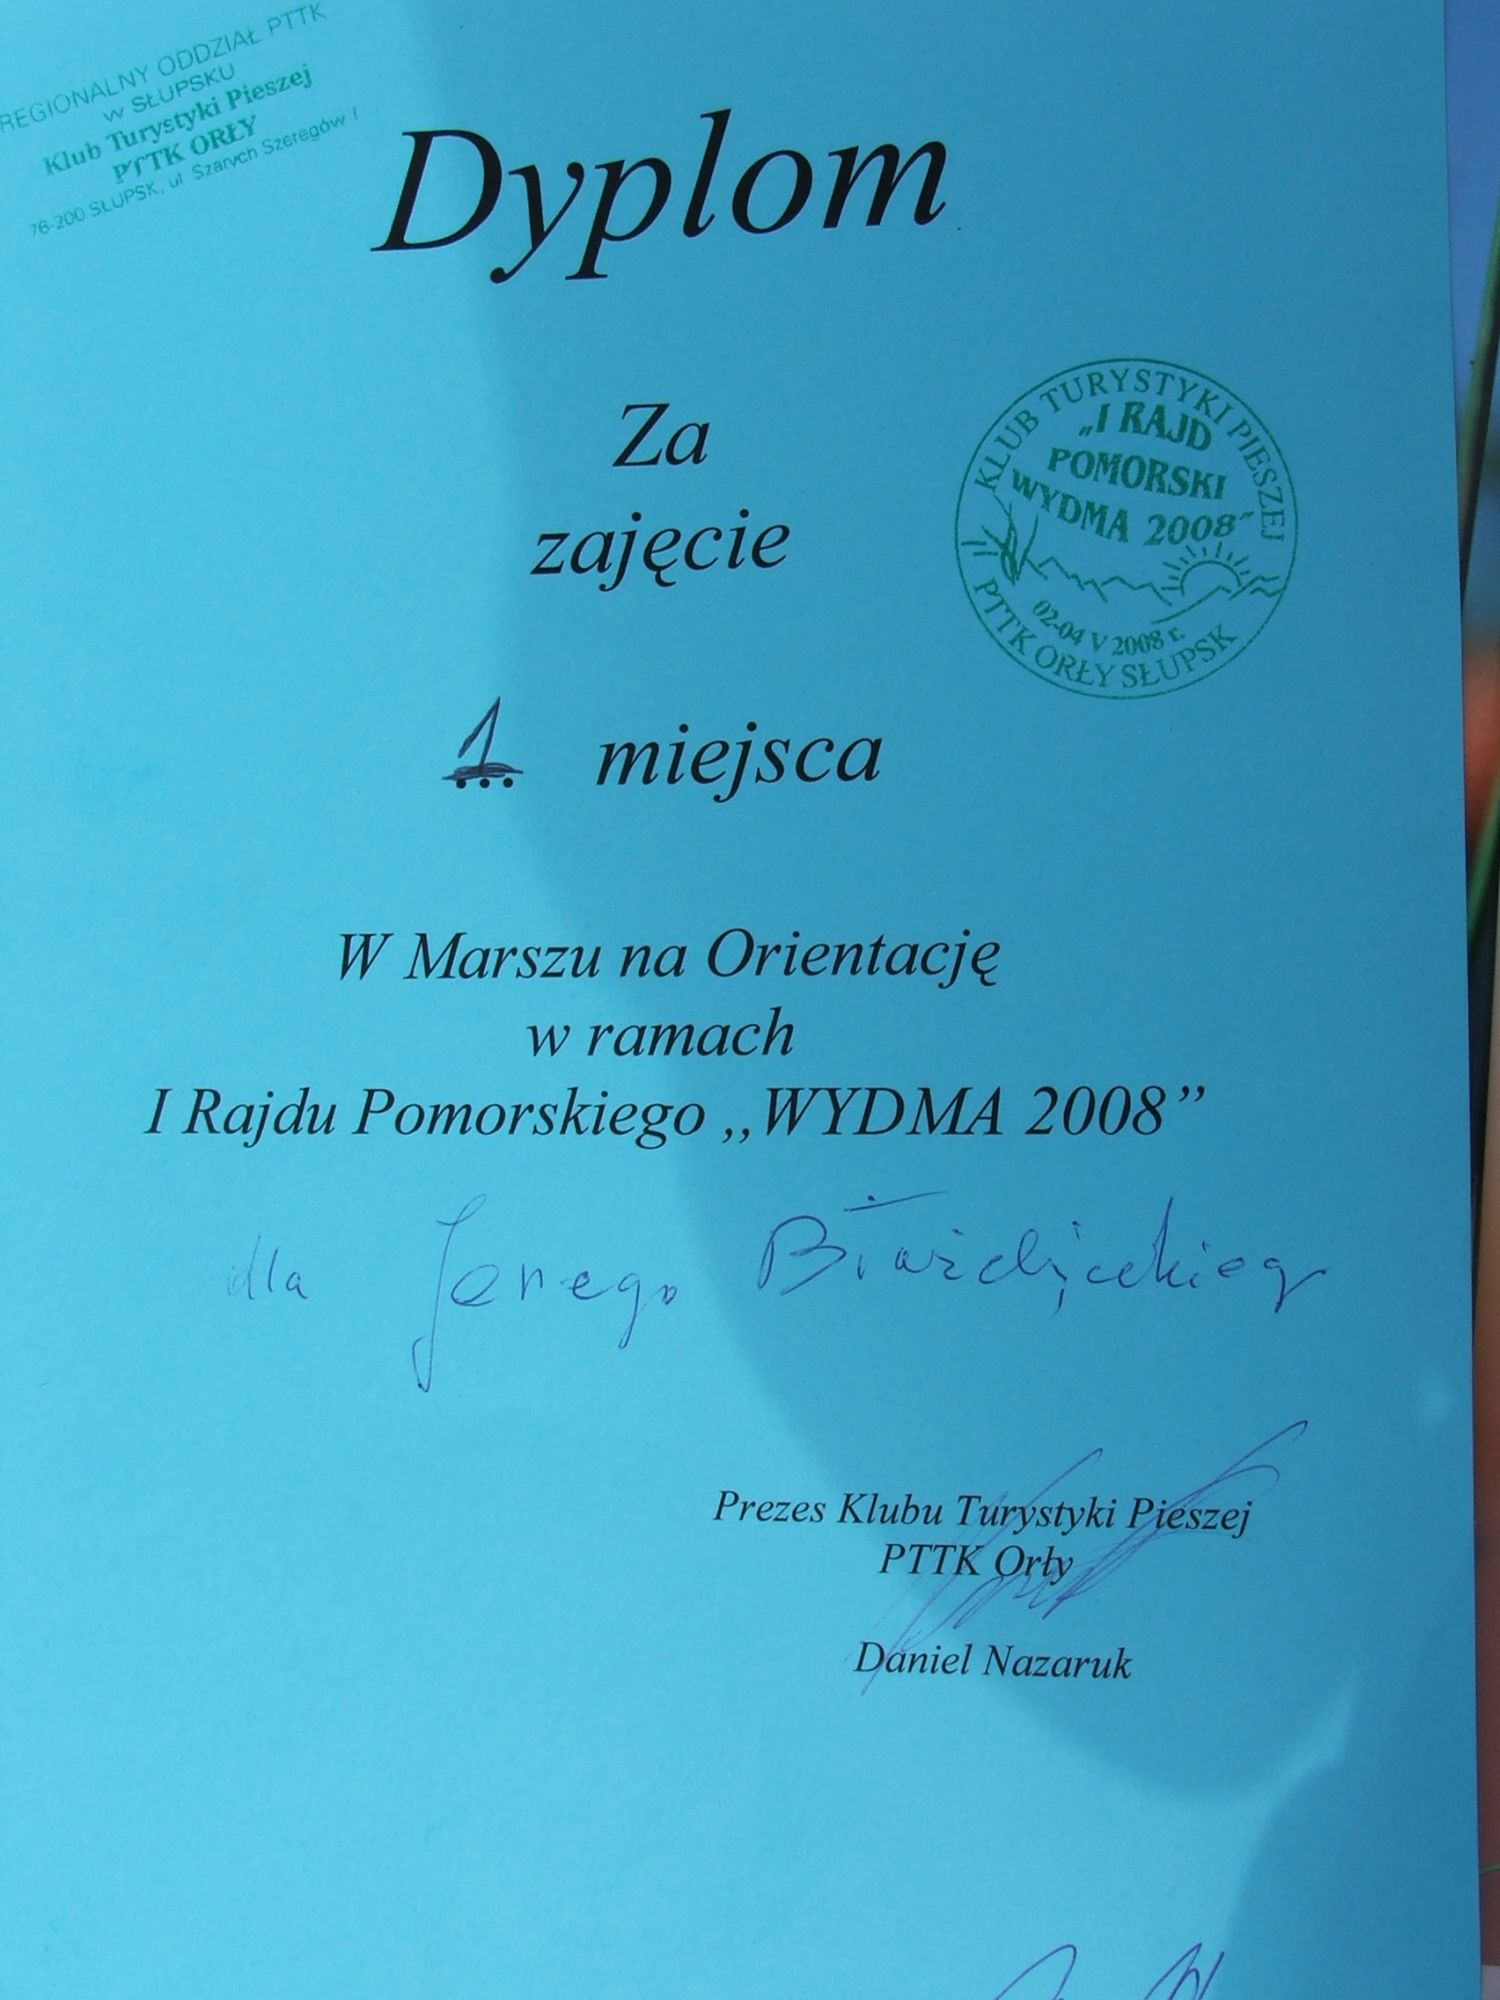 REGIONALNY ODDZIAŁ PTTK
w SŁUPSKU
Klub Turystyki Pieszej
PTTK ORŁY
76-200 SŁUPSK, ul Szarych Szeregów 1
Dyplom
KLUB TURYSTYKI PIESZEJ
„I RAJD
POMORSKI
WYDMA 2008”
02-04 V 2008 r.
PTTK ORŁY SŁUPSK
Za
zajęcie
1 miejsca
W Marszu na Orientację
w ramach
I Rajdu Pomorskiego ,,WYDMA 2008”
dla Jerzego
Prezes Klubu Turystyki Pieszej
PTTK Orły
Daniel Nazaruk